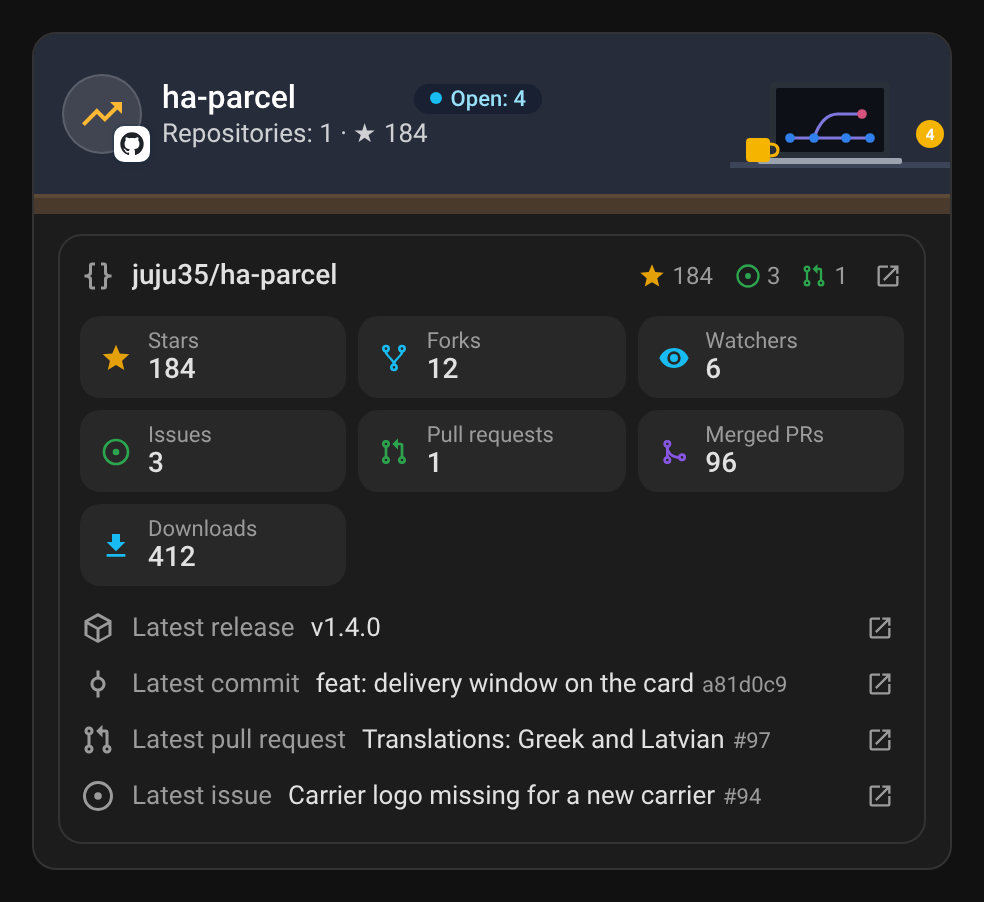 ha-parcel
Open: 4
Repositories: 1 · ★ 184
4
juju35/ha-parcel
184
3
1
Stars
184
Forks
12
Watchers
6
Issues
3
Pull requests
1
Merged PRs
96
Downloads
412
Latest release v1.4.0
Latest commit feat: delivery window on the card a81d0c9
Latest pull request Translations: Greek and Latvian #97
Latest issue Carrier logo missing for a new carrier #94